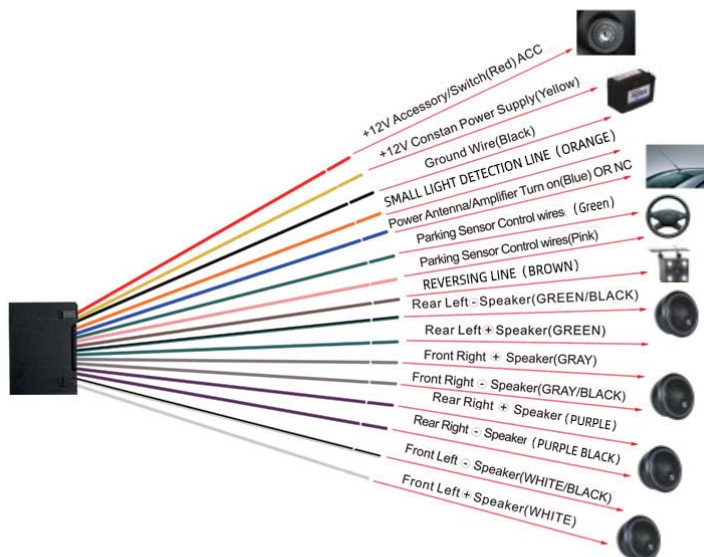 +12V Accessory/Switch(Red) ACC
+12V Constan Power Supply(Yellow)
Ground Wire(Black)
SMALL LIGHT DETECTION LINE (ORANGE)
Power Antenna/Amplifier Turn on(Blue) OR NC
Parking Sensor Control wires (Green)
Parking Sensor Control wires(Pink)
REVERSING LINE (BROWN)
Rear Left - Speaker(GREEN/BLACK)
Rear Left + Speaker(GREEN)
Front Right + Speaker(GRAY)
Front Right - Speaker(GRAY/BLACK)
Rear Right + Speaker (PURPLE)
Rear Right - Speaker (PURPLE BLACK)
Front Left - Speaker(WHITE/BLACK)
Front Left + Speaker(WHITE)